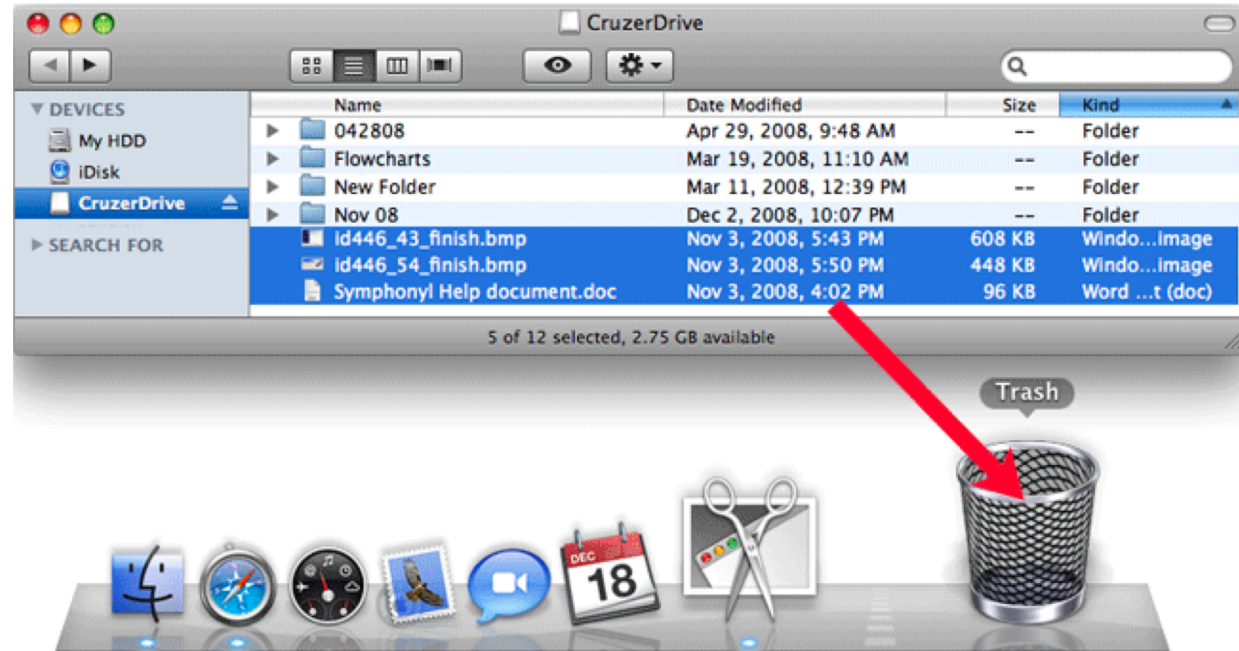 CruzerDrive
DEVICES
My HDD
iDisk
CruzerDrive
SEARCH FOR
Name Date Modified Size Kind
042808 Apr 29, 2008, 9:48 AM -- Folder
Flowcharts Mar 19, 2008, 11:10 AM -- Folder
New Folder Mar 11, 2008, 12:39 PM -- Folder
Nov 08 Dec 2, 2008, 10:07 PM -- Folder
id446_43_finish.bmp Nov 3, 2008, 5:43 PM 608 KB Windo...image
id446_54_finish.bmp Nov 3, 2008, 5:50 PM 448 KB Windo...image
Symphonyl Help document.doc Nov 3, 2008, 4:02 PM 96 KB Word ...t (doc)
5 of 12 selected, 2.75 GB available
Trash
DEC
18